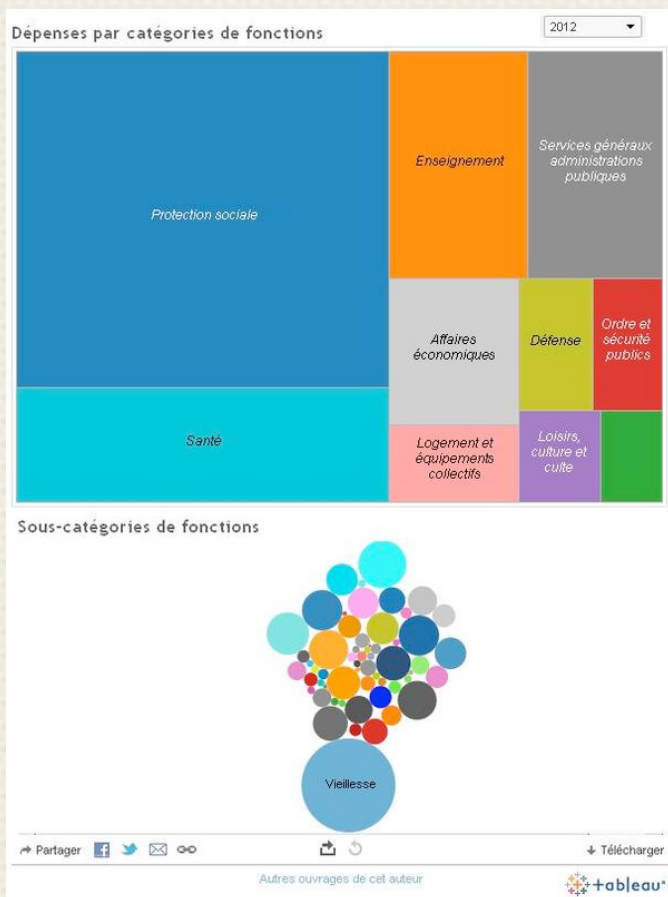 Dépenses par catégories de fonctions
2012
Protection sociale
Enseignement
Services généraux
administrations
publiques
Affaires
économiques
Défense
Ordre et
sécurité
publics
Santé
Logement et
équipements
collectifs
Loisirs,
culture et
culte
Sous-catégories de fonctions
Vieillesse
Partager
Télécharger
Autres ouvrages de cet auteur
+ableau